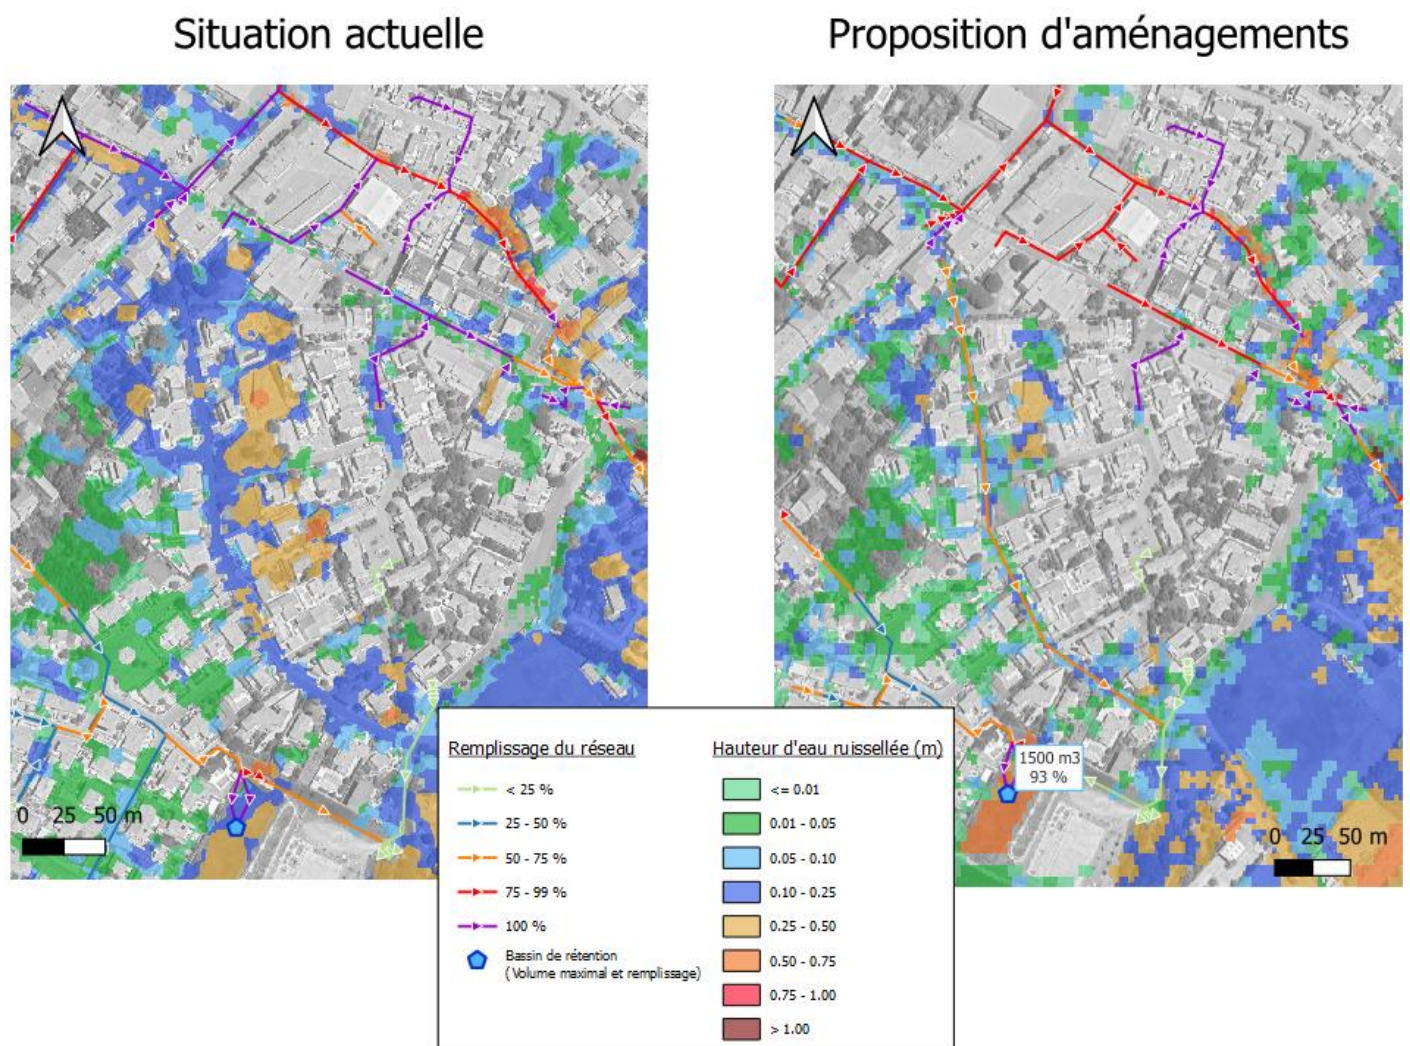 Situation actuelle
Proposition d'aménagements
0 25 50 m
1500 m3
93 %
0 25 50 m
Remplissage du réseau
< 25 %
25 - 50 %
50 - 75 %
75 - 99 %
100 %
Bassin de rétention
(Volume maximal et remplissage)
Hauteur d'eau ruissellée (m)
<= 0.01
0.01 - 0.05
0.05 - 0.10
0.10 - 0.25
0.25 - 0.50
0.50 - 0.75
0.75 - 1.00
> 1.00